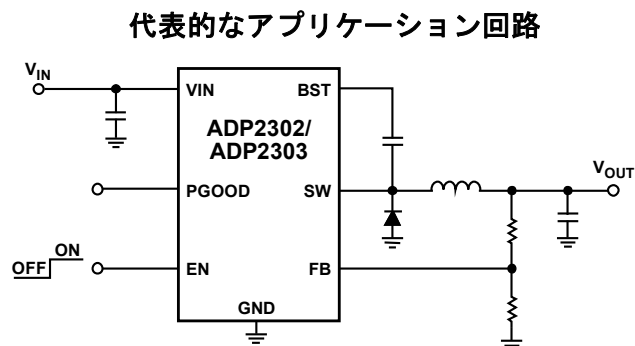 代表的なアプリケーション回路
VIN
VIN
BST
ADP2302/
ADP2303
PGOOD
SW
VOUT
ON
OFF
EN
FB
GND